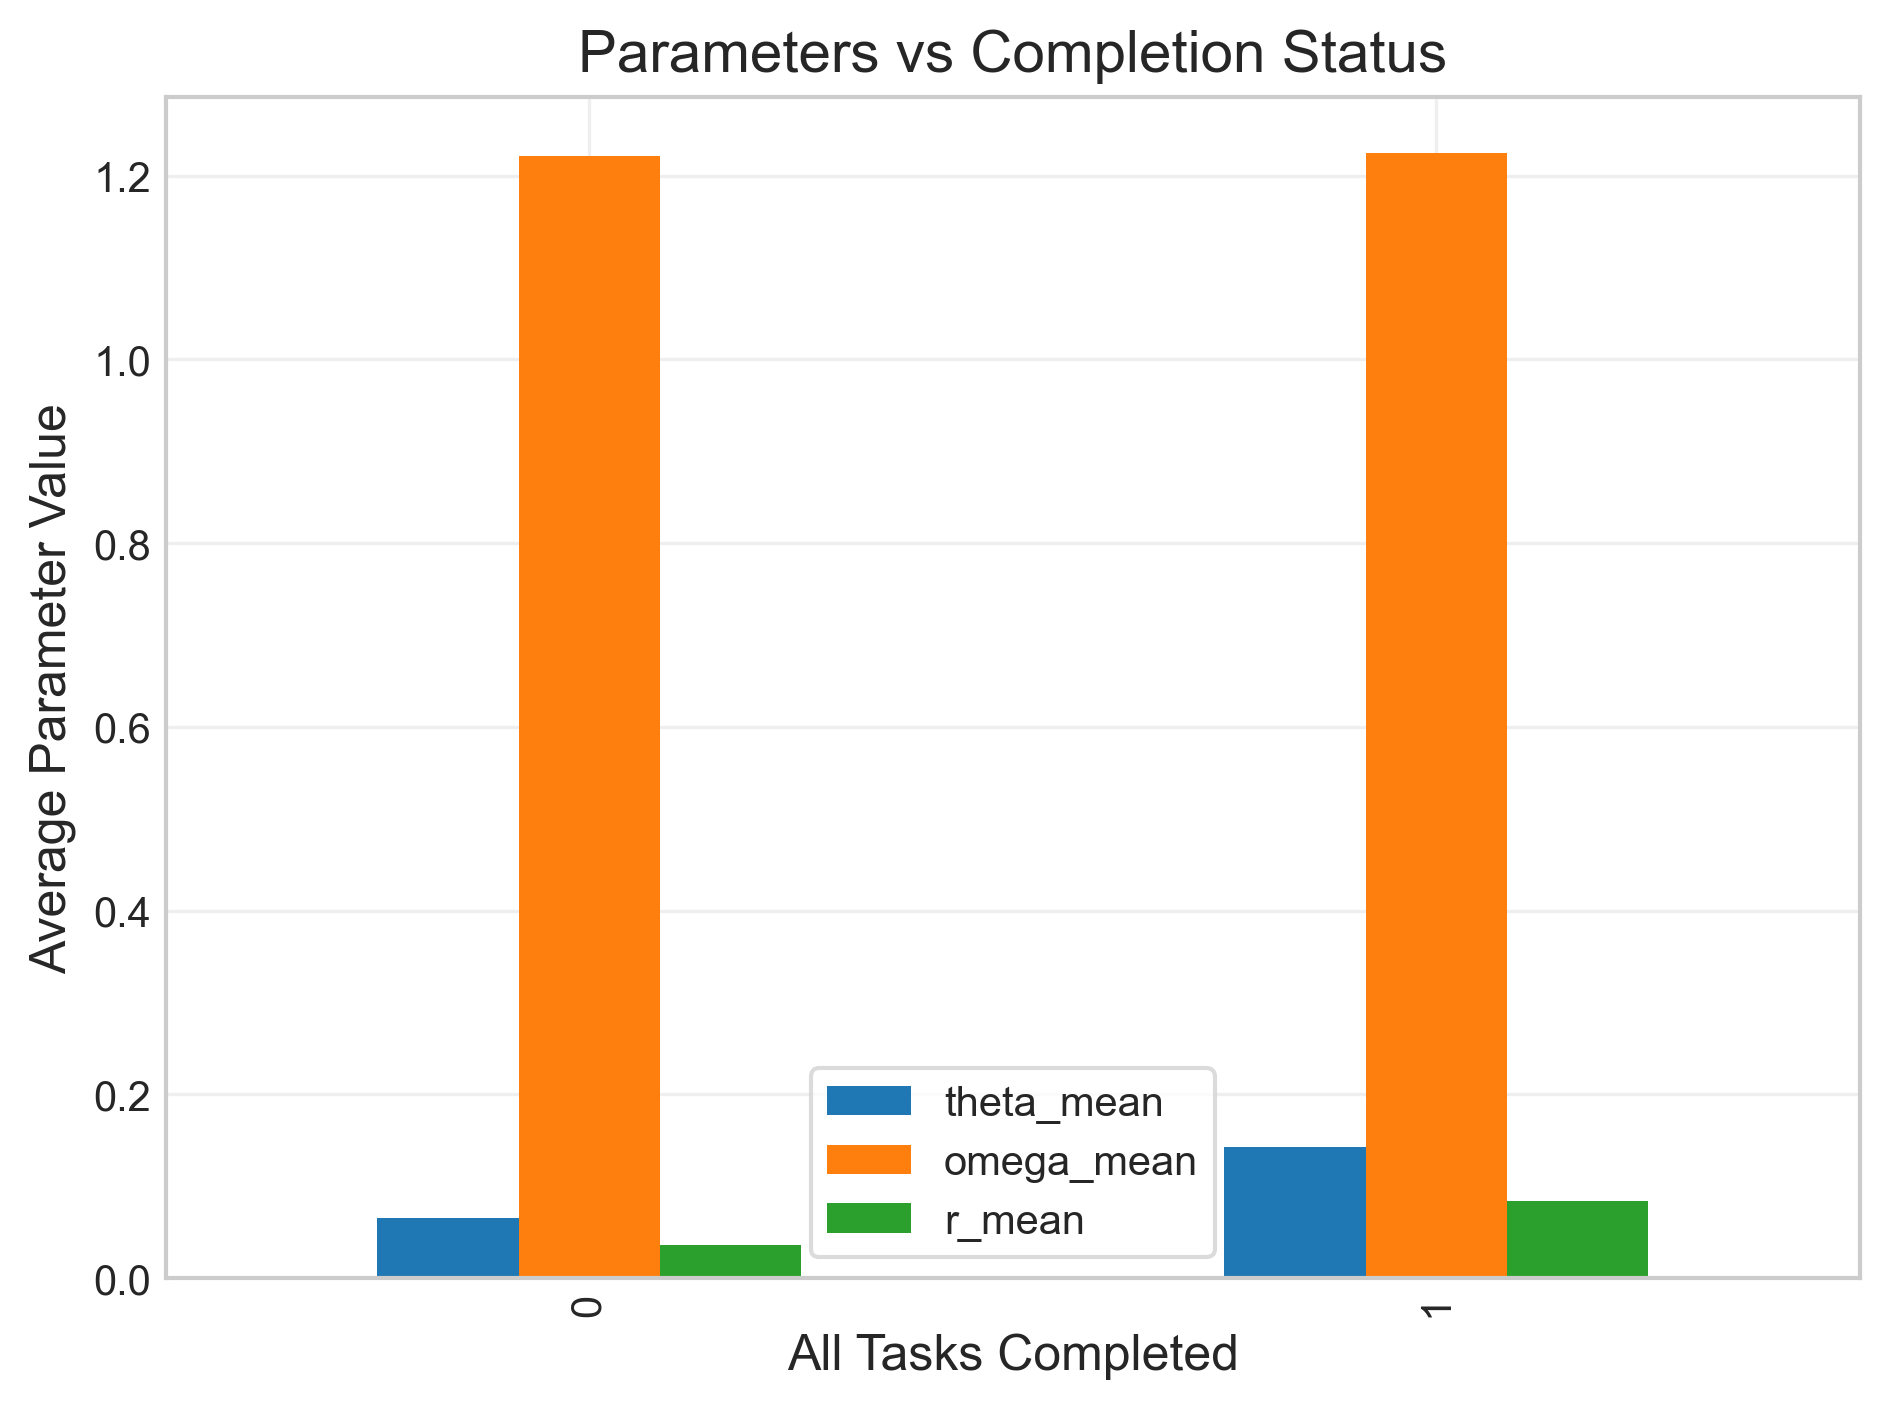 Parameters vs Completion Status
Average Parameter Value
1.2
1.0
0.8
0.6
0.4
0.2
0.0
theta_mean
omega_mean
r_mean
0
1
All Tasks Completed